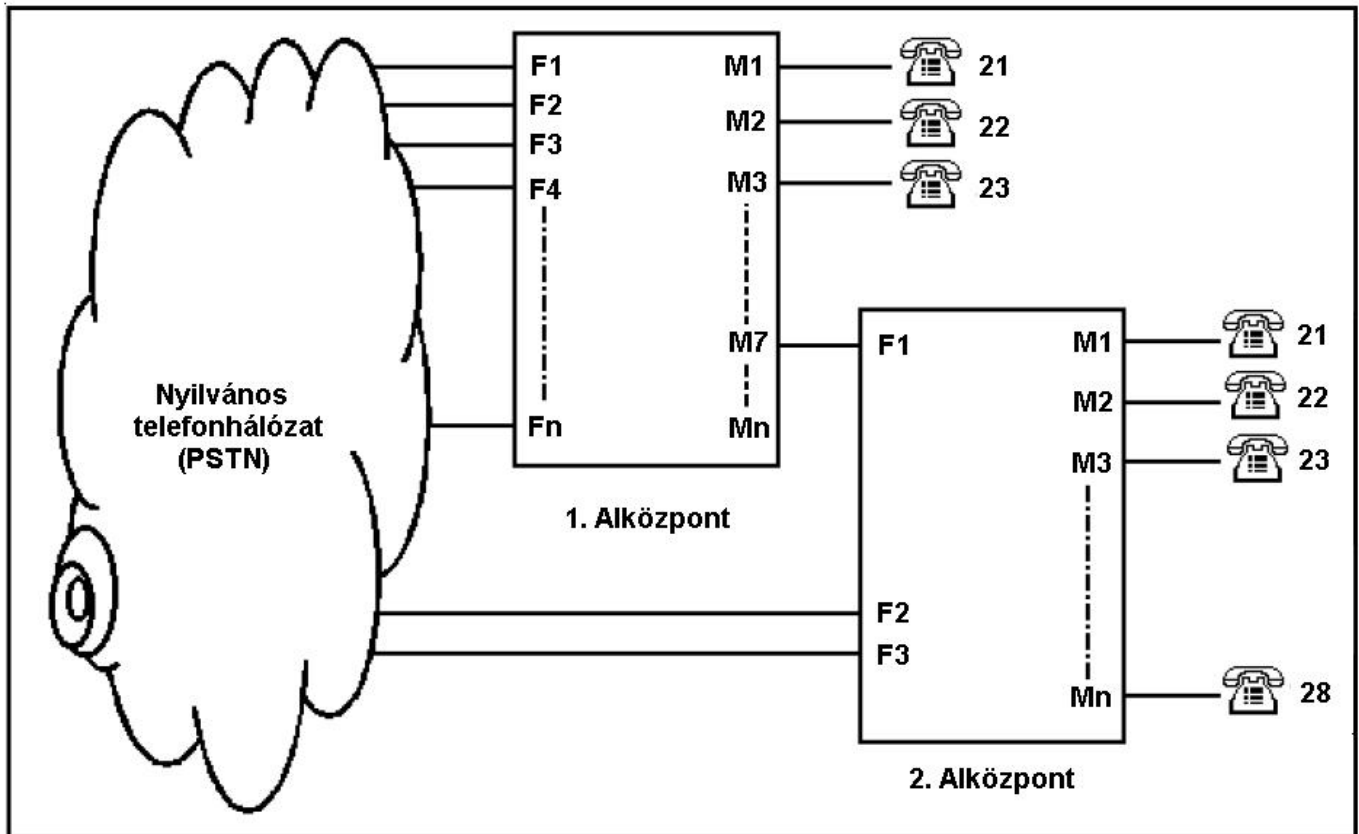 F1 M1 21
F2 M2 22
F3 M3 23
F4
M7
Fn Mn
Nyilvános
telefonhálózat
(PSTN)
1. Alközpont
F1 M1 21
M2 22
M3 23
F2
F3
Mn 28
2. Alközpont